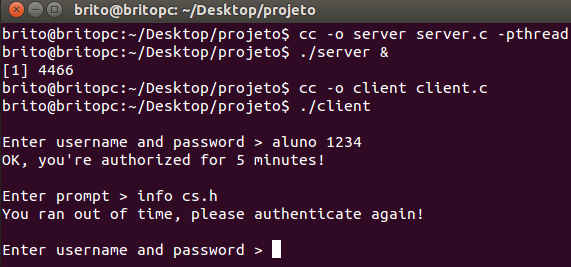 brito@britopc: ~/Desktop/projeto
brito@britopc:~/Desktop/projeto$ cc -o server server.c -pthread
brito@britopc:~/Desktop/projeto$ ./server &
[1] 4466
brito@britopc:~/Desktop/projeto$ cc -o client client.c
brito@britopc:~/Desktop/projeto$ ./client
Enter username and password > aluno 1234
OK, you're authorized for 5 minutes!
Enter prompt > info cs.h
You ran out of time, please authenticate again!
Enter username and password >